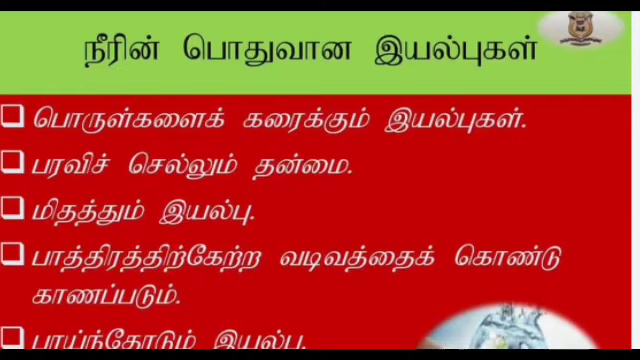 நீரின் பொதுவான இயல்புகள்
பொருள்களைக் கரைக்கும் இயல்புகள்.
பரவிச் செல்லும் தன்மை.
மிதத்தும் இயல்பு.
பாத்திரத்திற்கேற்ற வடிவத்தைக் கொண்டு
காணப்படும்.
பாய்ந்தோடும் இயல்பு.